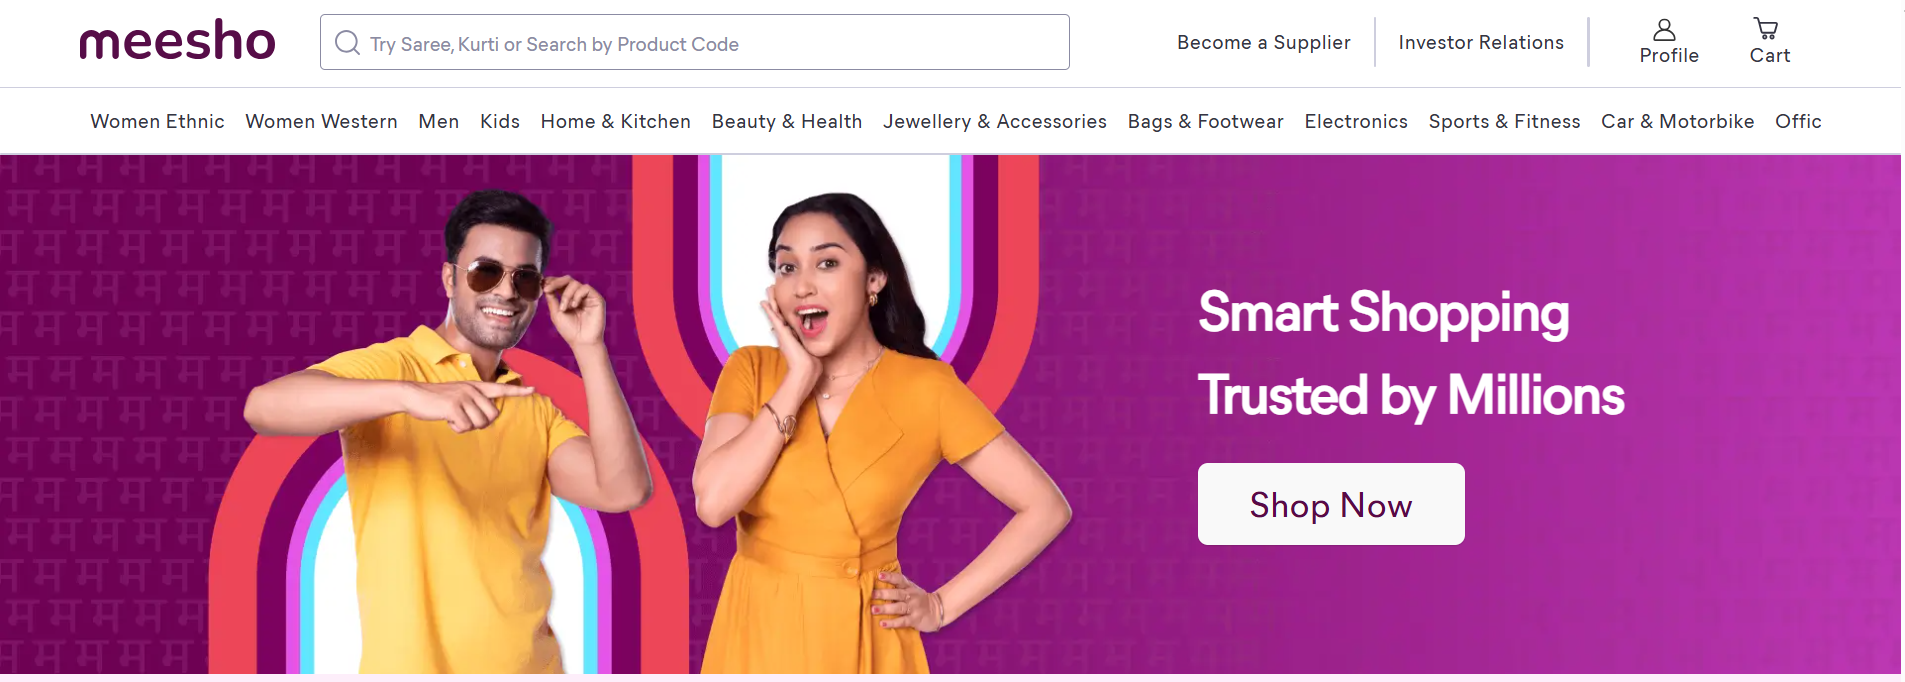 meesho
Try Saree, Kurti or Search by Product Code
Become a Supplier
Investor Relations
Profile
Cart
Women Ethnic Women Western Men Kids Home & Kitchen Beauty & Health Jewellery & Accessories Bags & Footwear Electronics Sports & Fitness Car & Motorbike Offic
Smart Shopping
Trusted by Millions
Shop Now